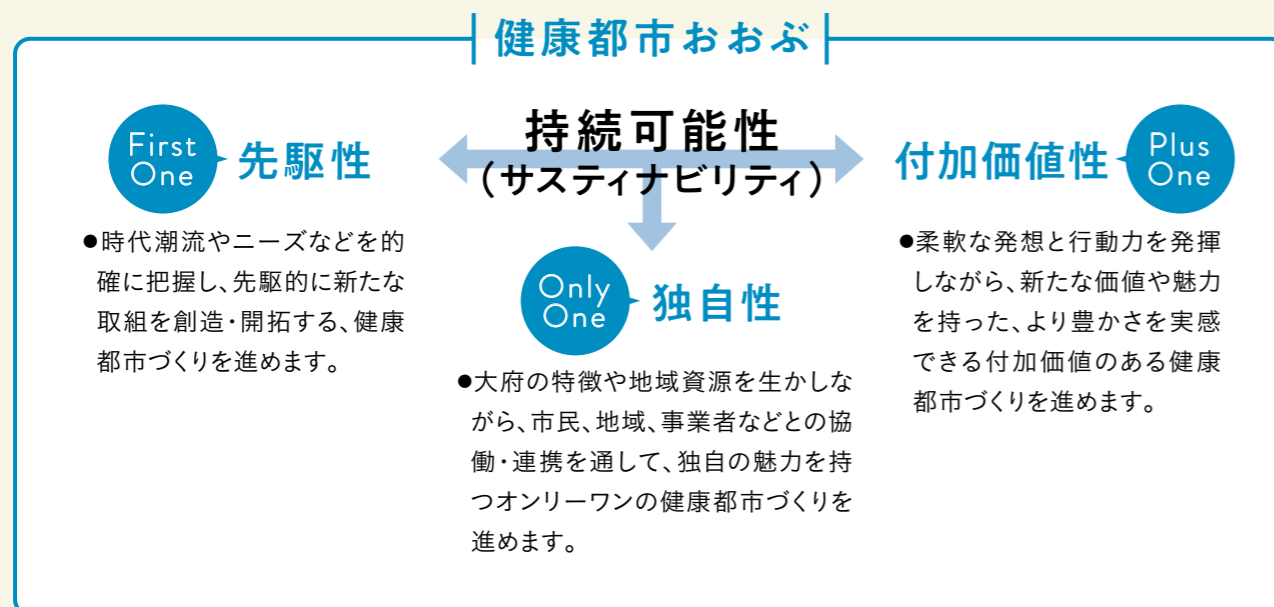 健康都市おおぶ
持続可能性
(サスティナビリティ)
First
One
先駆性
●時代潮流やニーズなどを的
確に把握し、先駆的に新たな
取組を創造・開拓する、健康
都市づくりを進めます。
Only
One
独自性
●大府の特徴や地域資源を生かしな
がら、市民、地域、事業者などとの協
働・連携を通して、独自の魅力を持
つオンリーワンの健康都市づくりを
進めます。
付加価値性
Plus
One
●柔軟な発想と行動力を発揮
しながら、新たな価値や魅力
を持った、より豊かさを実感
できる付加価値のある健康
都市づくりを進めます。